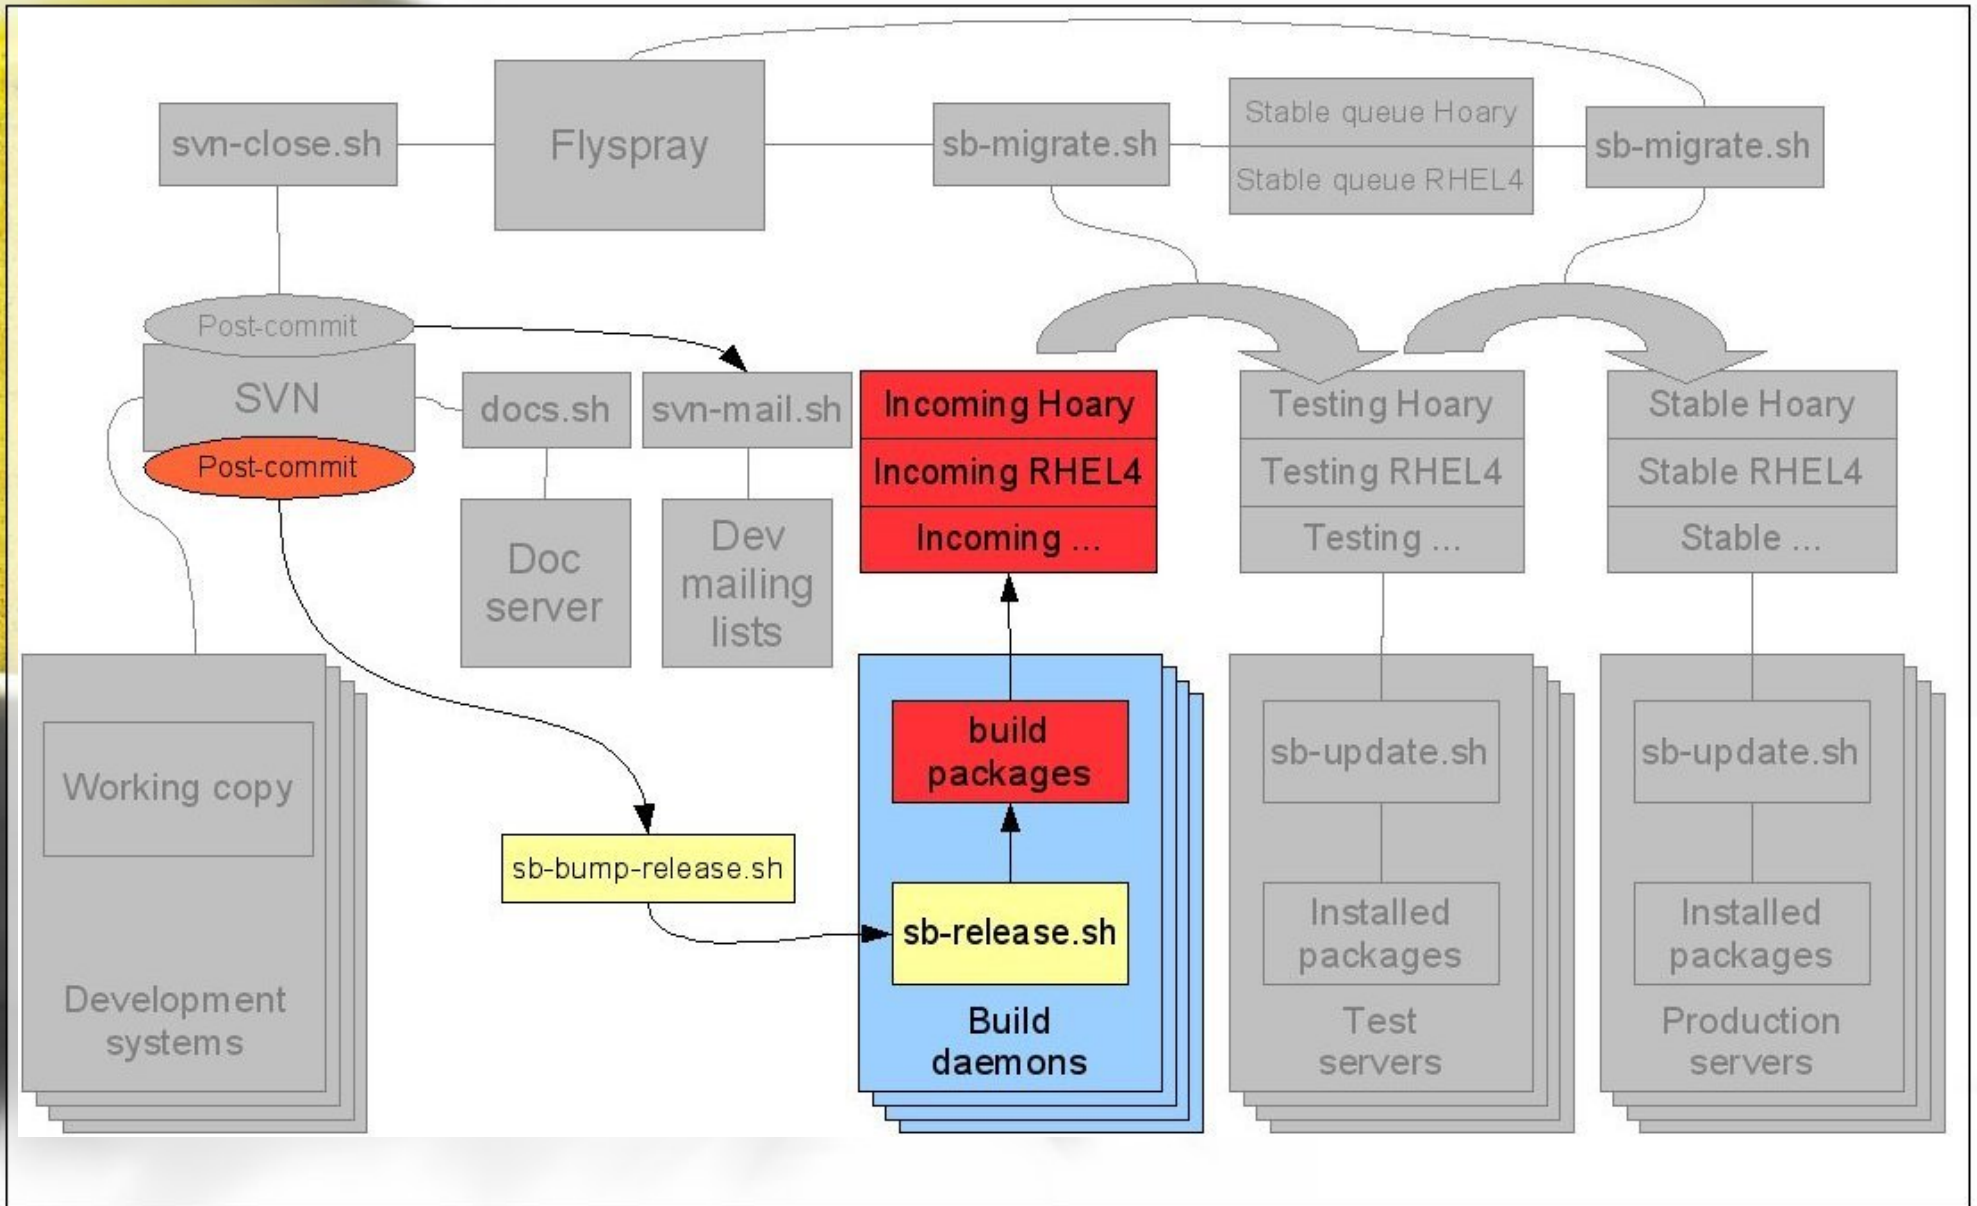 svn-close.sh
Flyspray
sb-migrate.sh
Stable queue Hoary
Stable queue RHEL4
sb-migrate.sh
Post-commit
SVN
Post-commit
docs.sh
svn-mail.sh
Doc
server
Dev
mailing
lists
Incoming Hoary
Incoming RHEL4
Incoming ...
Testing Hoary
Testing RHEL4
Testing ...
Stable Hoary
Stable RHEL4
Stable ...
Working copy
Development
systems
sb-bump-release.sh
build
packages
sb-release.sh
Build
daemons
sb-update.sh
Installed
packages
Test
servers
sb-update.sh
Installed
packages
Production
servers